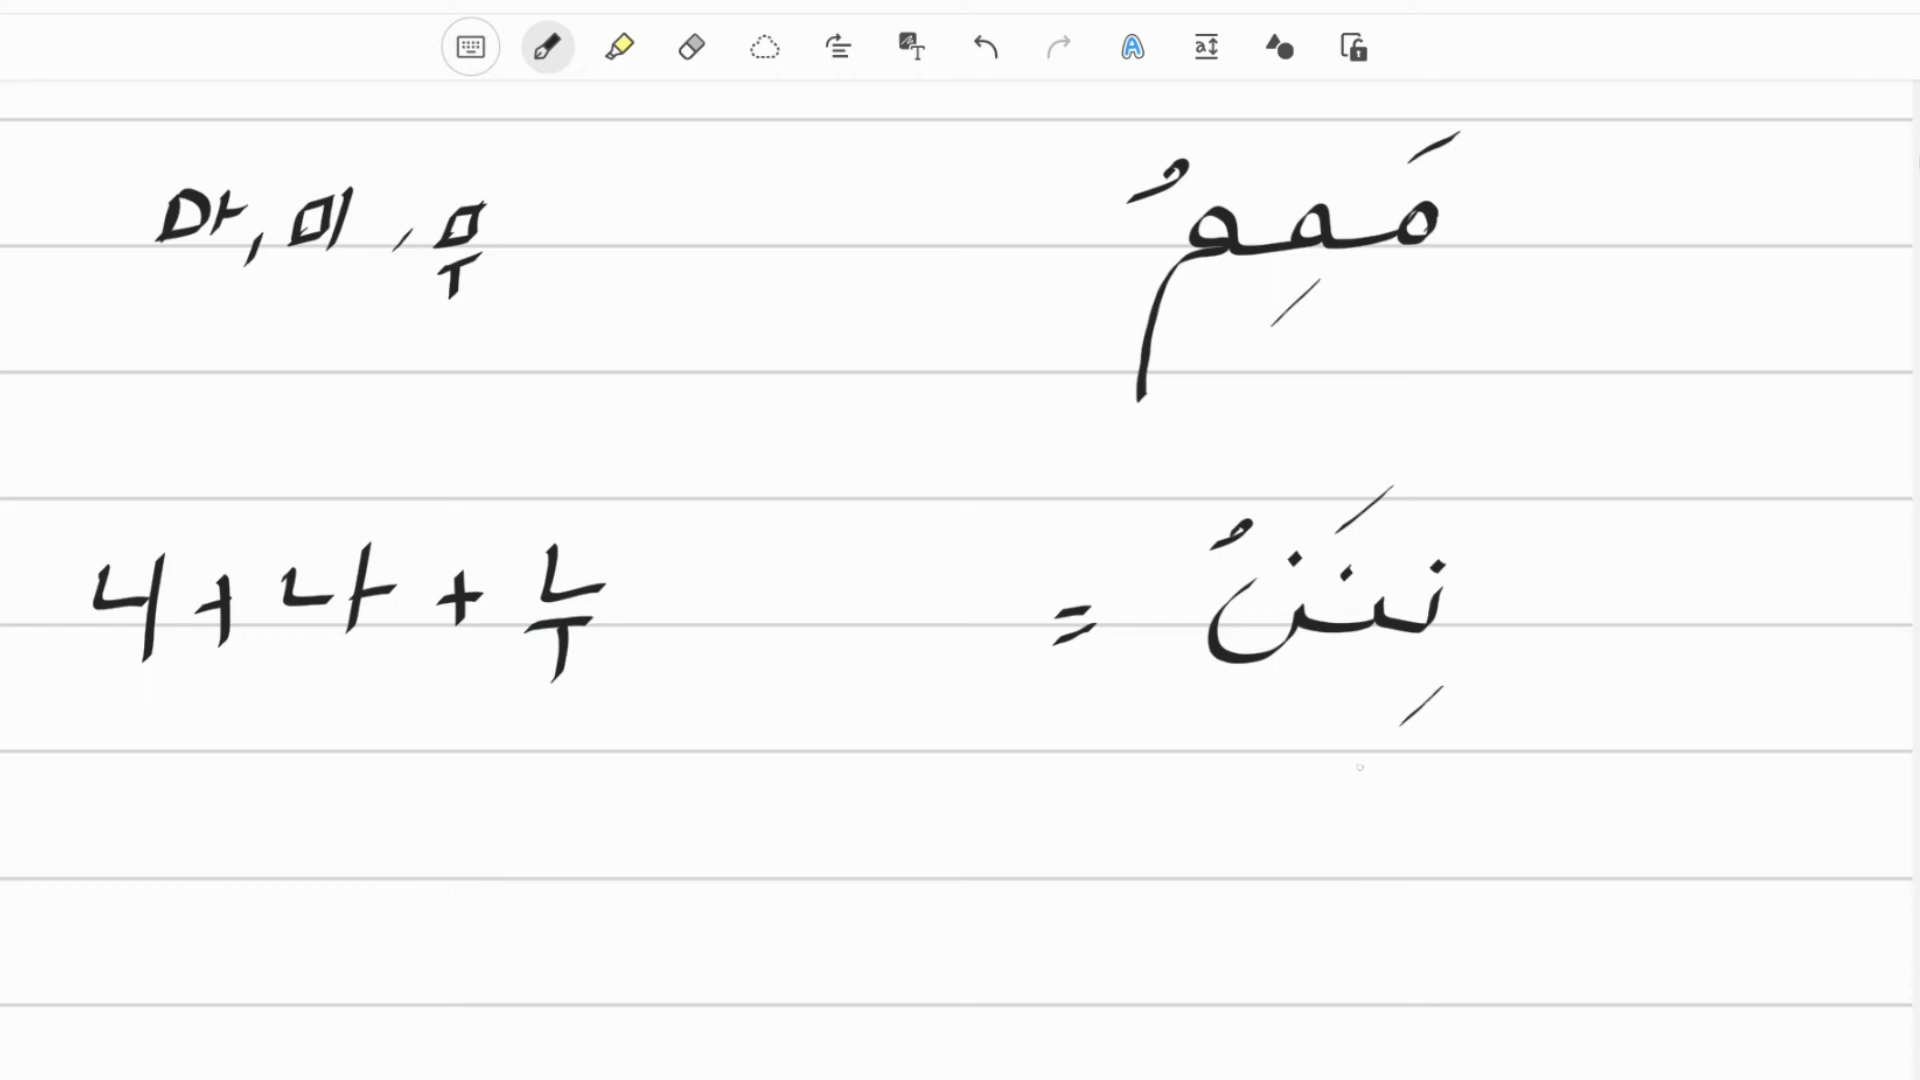 마, 미, 무 مَمِمُ
니 + 나 + 누 = نِنَنُ